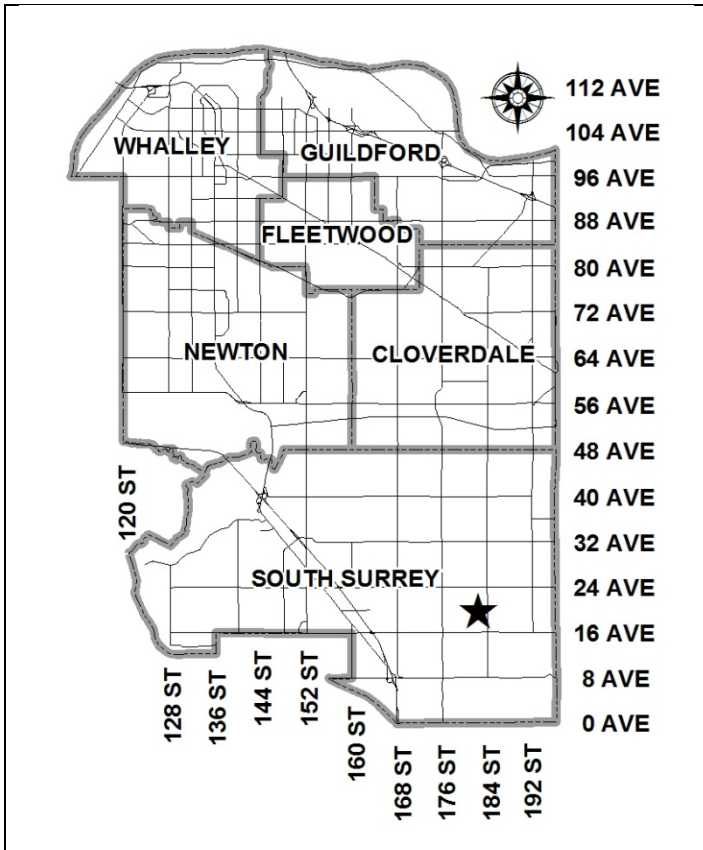 112 AVE
104 AVE
WHALLEY
GUILDFORD
96 AVE
88 AVE
FLEETWOOD
80 AVE
72 AVE
NEWTON
CLOVERDALE
64 AVE
56 AVE
48 AVE
120 ST
40 AVE
32 AVE
SOUTH SURREY
24 AVE
16 AVE
8 AVE
0 AVE
128 ST
136 ST
144 ST
152 ST
160 ST
168 ST
176 ST
184 ST
192 ST